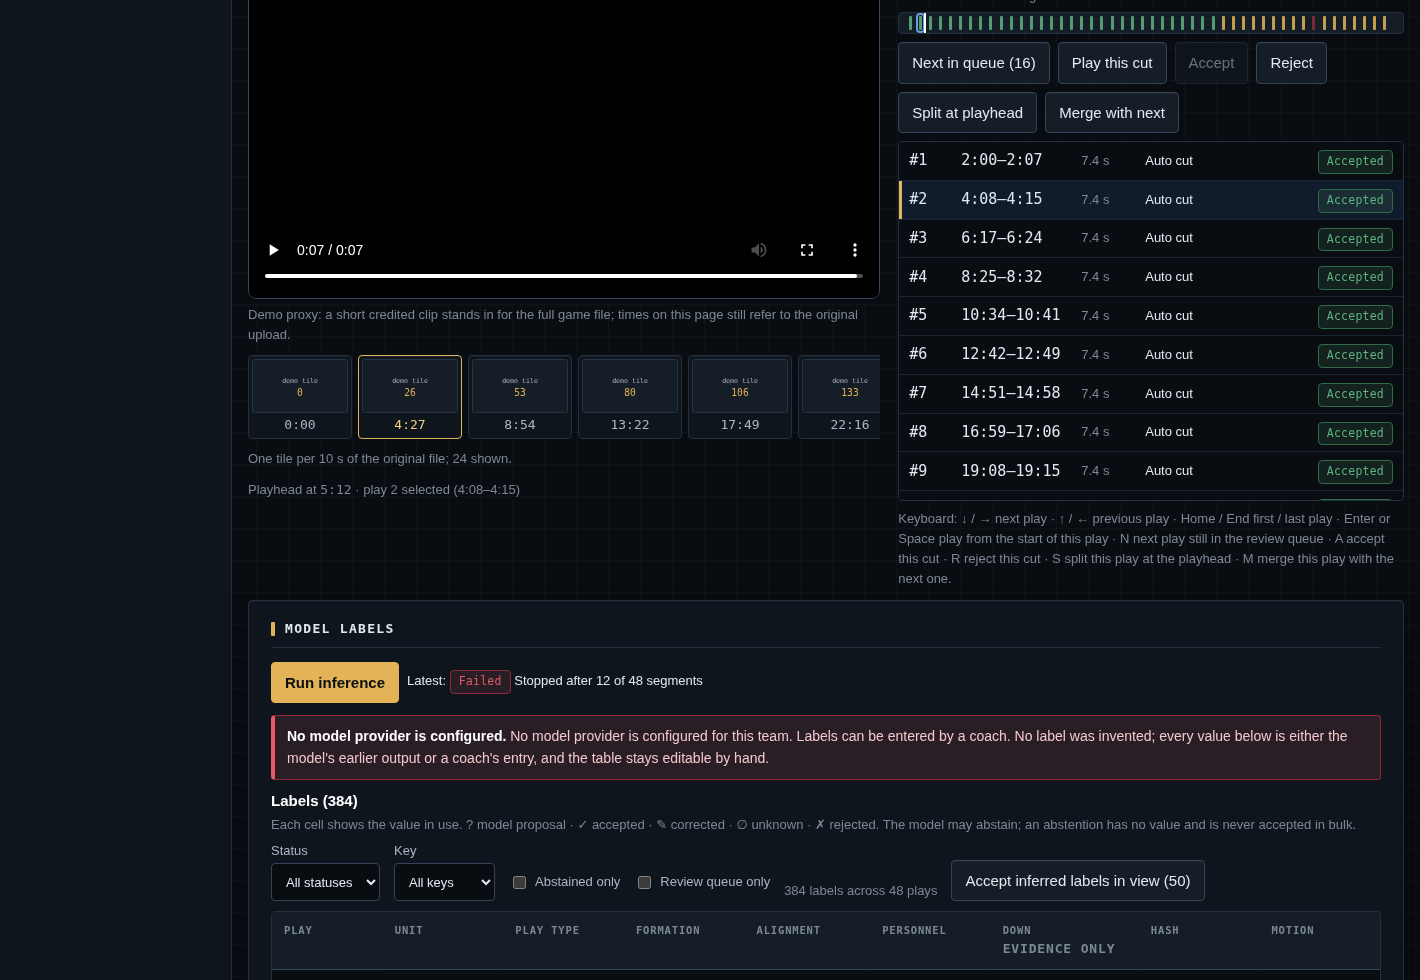 Next in queue (16) Play this cut Accept Reject
Split at playhead Merge with next
#1 2:00–2:07 7.4 s Auto cut Accepted
#2 4:08–4:15 7.4 s Auto cut Accepted
#3 6:17–6:24 7.4 s Auto cut Accepted
#4 8:25–8:32 7.4 s Auto cut Accepted
#5 10:34–10:41 7.4 s Auto cut Accepted
#6 12:42–12:49 7.4 s Auto cut Accepted
#7 14:51–14:58 7.4 s Auto cut Accepted
#8 16:59–17:06 7.4 s Auto cut Accepted
#9 19:08–19:15 7.4 s Auto cut Accepted
Keyboard: ↓ / → next play · ↑ / ← previous play · Home / End first / last play · Enter or
Space play from the start of this play · N next play still in the review queue · A accept
this cut · R reject this cut · S split this play at the playhead · M merge this play with the
next one.
0:07 / 0:07
Demo proxy: a short credited clip stands in for the full game file; times on this page still refer to the original
upload.
demo tile demo tile demo tile demo tile demo tile demo tile
0 26 53 80 106 133
0:00 4:27 8:54 13:22 17:49 22:16
One tile per 10 s of the original file; 24 shown.
Playhead at 5:12 · play 2 selected (4:08–4:15)
MODEL LABELS
Run inference Latest: Failed Stopped after 12 of 48 segments
No model provider is configured. No model provider is configured for this team. Labels can be entered by a coach. No label was invented; every value below is either the
model's earlier output or a coach's entry, and the table stays editable by hand.
Labels (384)
Each cell shows the value in use. ? model proposal · ✓ accepted · ✎ corrected · ∅ unknown · ✗ rejected. The model may abstain; an abstention has no value and is never accepted in bulk.
Status Key
All statuses All keys Abstained only Review queue only 384 labels across 48 plays Accept inferred labels in view (50)
PLAY UNIT PLAY TYPE FORMATION ALIGNMENT PERSONNEL DOWN HASH MOTION
EVIDENCE ONLY